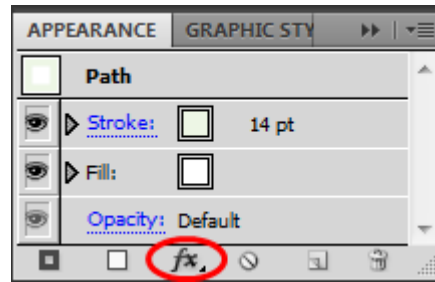 APPEARANCE GRAPHIC STY
Path
Stroke: 14 pt
Fill:
Opacity: Default
fx